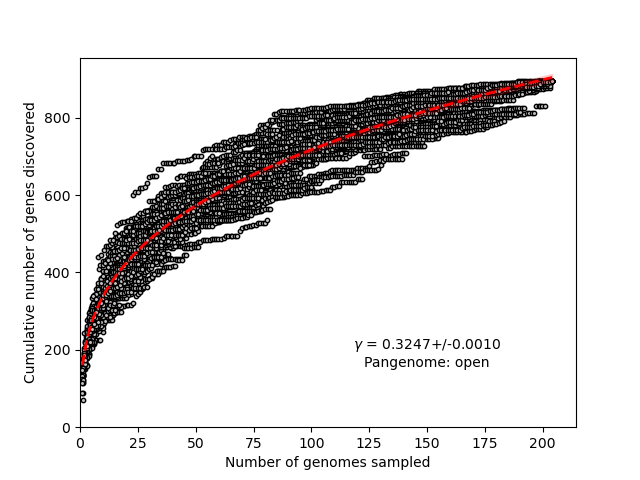 800
600
400
200
0
Cumulative number of genes discovered
γ = 0.3247+/-0.0010
Pangenome: open
0 25 50 75 100 125 150 175 200
Number of genomes sampled